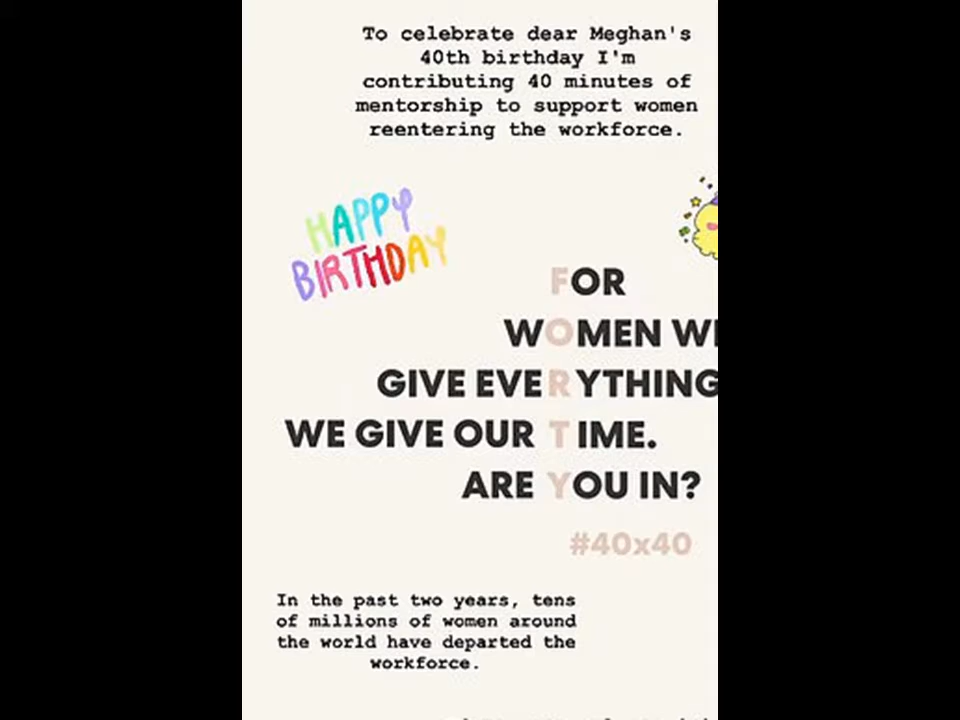 To celebrate dear Meghan's
40th birthday I'm
contributing 40 minutes of
mentorship to support women
reentering the workforce.
HAPPY
BIRTHDAY
FOR
WOMEN
GIVE EVERYTHING
WE GIVE OUR TIME.
ARE YOU IN?
#40x40
In the past two years, tens
of millions of women around
the world have departed the
workforce.